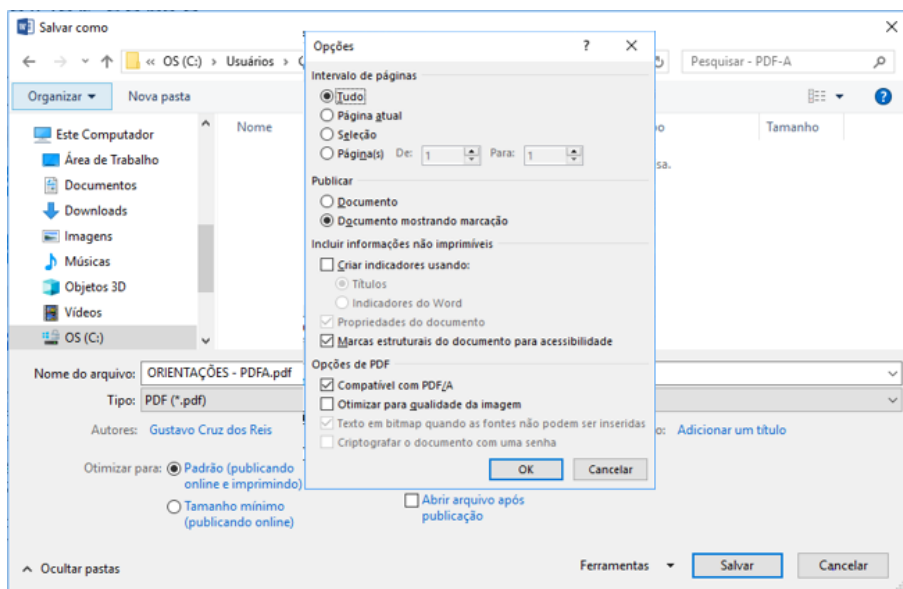 Salvar como
« OS (C:) › Usuários ›
Pesquisar - PDF-A
Organizar
Nova pasta
Este Computador
Área de Trabalho
Documentos
Downloads
Imagens
Músicas
Objetos 3D
Vídeos
OS (C:)
Nome
Tamanho
Opções
?
Intervalo de páginas
Tudo
Página atual
Seleção
Página(s) De: 1 Para: 1
Publicar
Documento
Documento mostrando marcação
Incluir informações não imprimíveis
Criar indicadores usando:
Títulos
Indicadores do Word
Propriedades do documento
Marcas estruturais do documento para acessibilidade
Opções de PDF
Compatível com PDF/A
Otimizar para qualidade da imagem
Texto em bitmap quando as fontes não podem ser inseridas
Criptografar o documento com uma senha
OK Cancelar
Nome do arquivo: ORIENTAÇÕES - PDFA.pdf
Tipo: PDF (*.pdf)
Autores: Gustavo Cruz dos Reis
Adicionar um título
Otimizar para: Padrão (publicando
online e imprimindo)
Tamanho mínimo
(publicando online)
Abrir arquivo após
publicação
Ocultar pastas
Ferramentas Salvar Cancelar